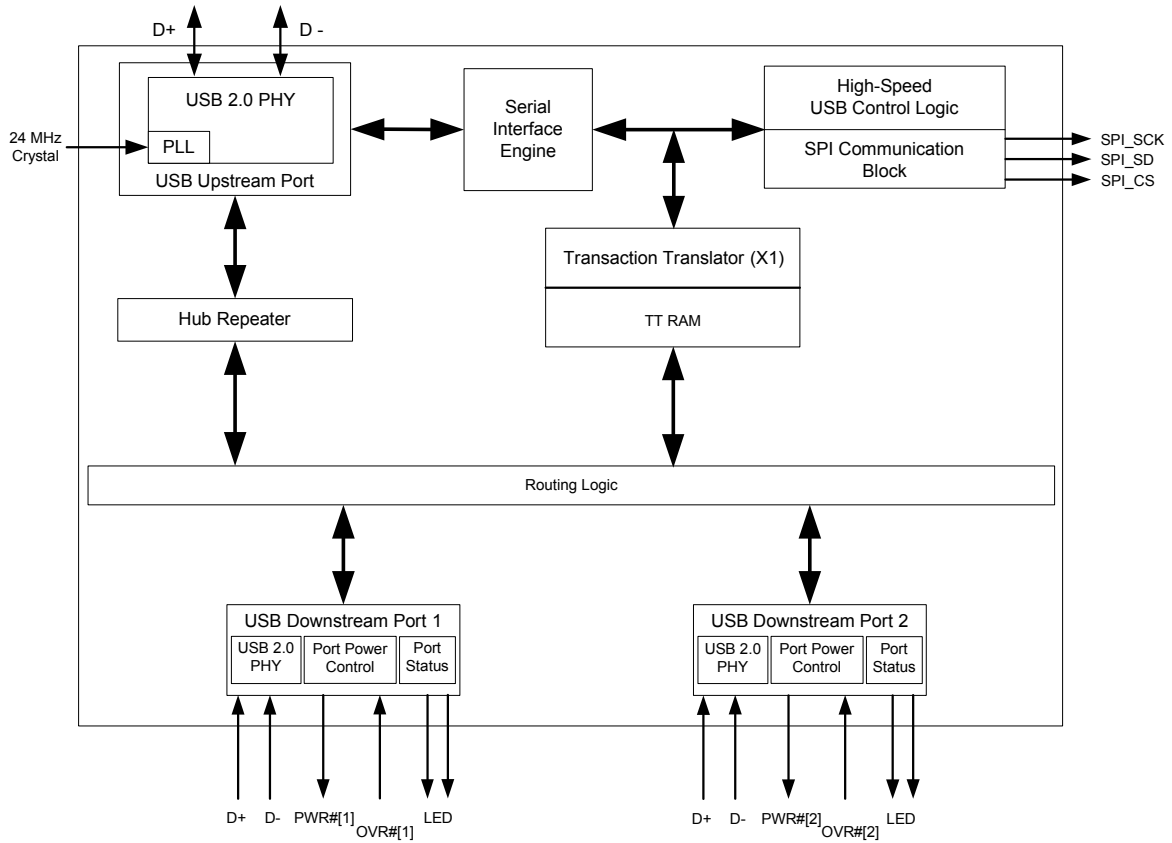 D+
D -
USB 2.0 PHY
PLL
USB Upstream Port
24 MHz
Crystal
Serial
Interface
Engine
High-Speed
USB Control Logic
SPI Communication
Block
SPI_SCK
SPI_SD
SPI_CS
Transaction Translator (X1)
TT RAM
Hub Repeater
Routing Logic
USB Downstream Port 1
USB 2.0
PHY
Port Power
Control
Port
Status
D+
D-
PWR#[1]
OVR#[1]
LED
USB Downstream Port 2
USB 2.0
PHY
Port Power
Control
Port
Status
D+
D-
PWR#[2]
OVR#[2]
LED